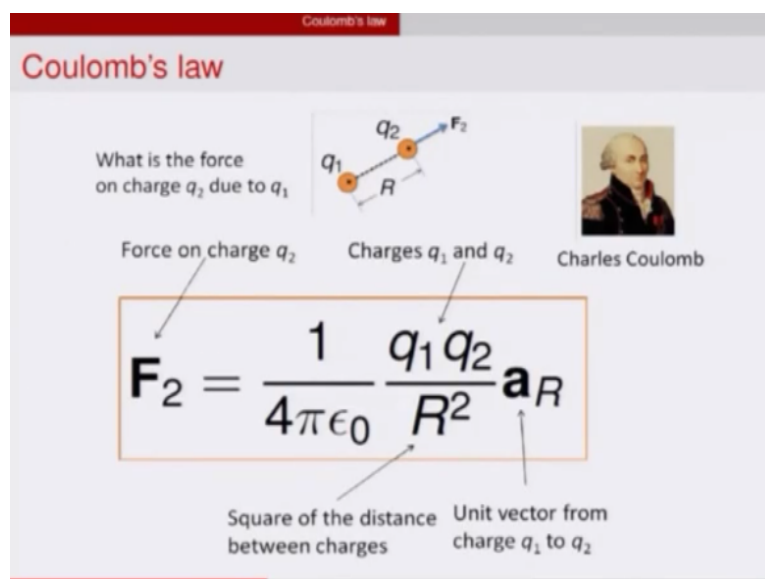 Coulomb's law
Coulomb's law
q₂
F₂
q₁
R
What is the force
on charge q₂ due to q₁
Force on charge q₂
Charges q₁ and q₂
Charles Coulomb
F₂ = 1/(4πϵ₀) q₁q₂/R² a_R
Square of the distance
between charges
Unit vector from
charge q₁ to q₂